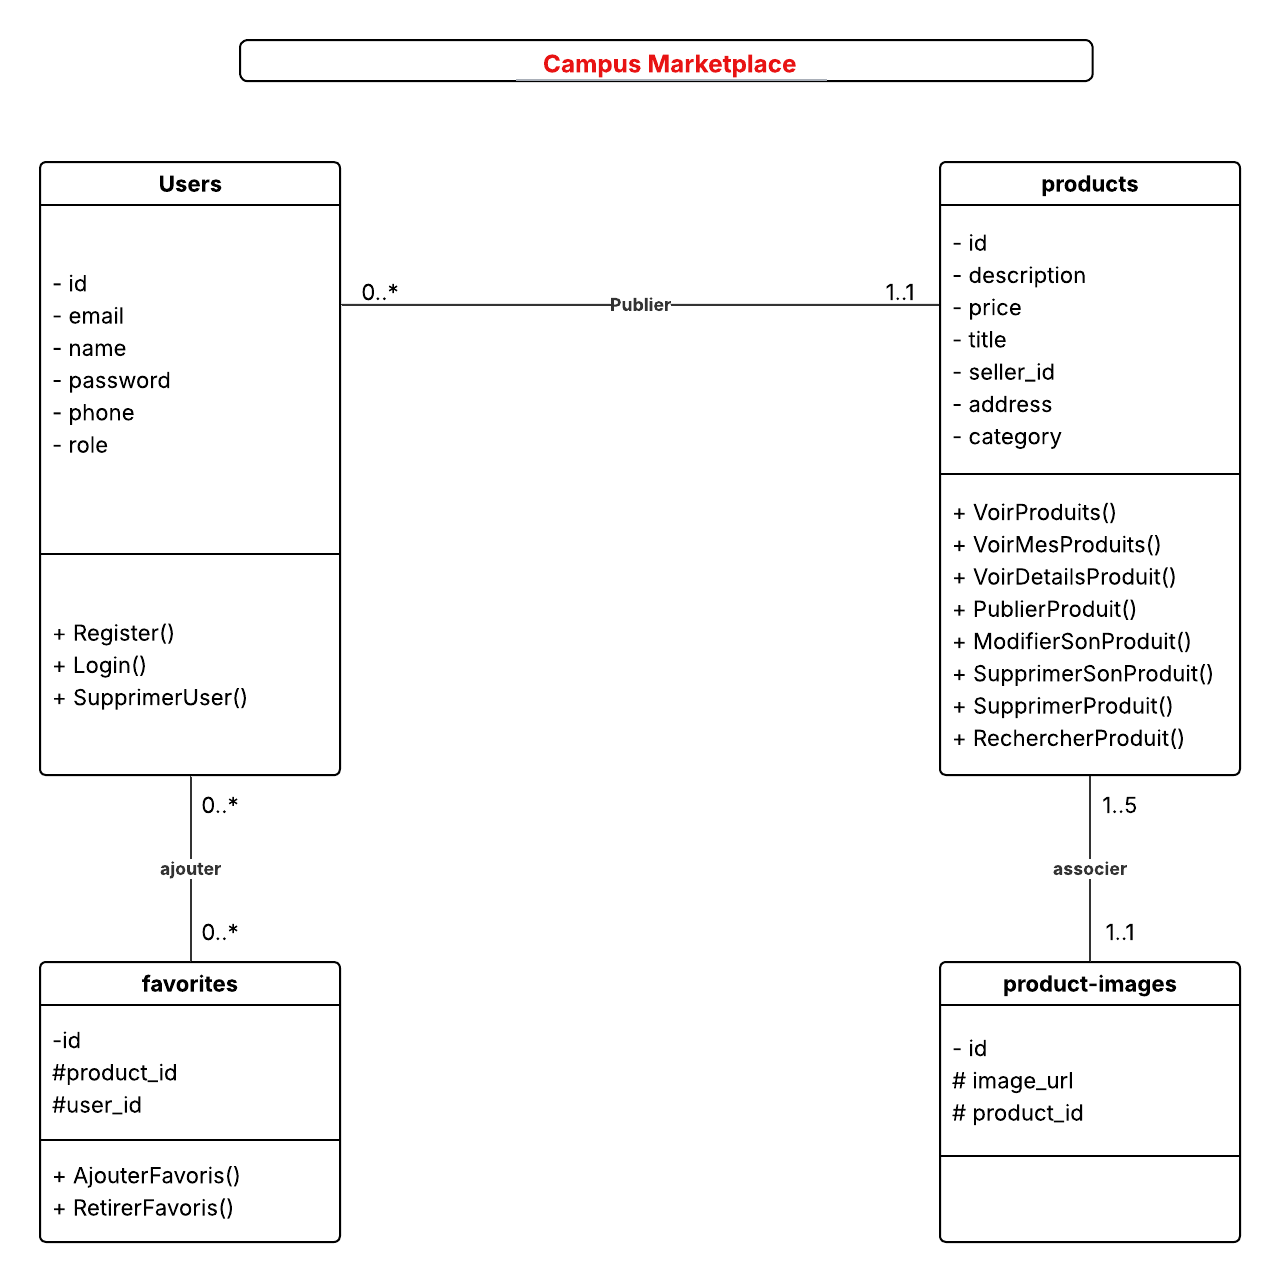 Campus Marketplace
Users
- id
- email
- name
- password
- phone
- role
+ Register()
+ Login()
+ SupprimerUser()
0..*
Publier
1..1
products
- id
- description
- price
- title
- seller_id
- address
- category
+ VoirProduits()
+ VoirMesProduits()
+ VoirDetailsProduit()
+ PublierProduit()
+ ModifierSonProduit()
+ SupprimerSonProduit()
+ SupprimerProduit()
+ RechercherProduit()
0..*
ajouter
0..*
1..5
associer
1..1
favorites
-id
#product_id
#user_id
+ AjouterFavoris()
+ RetirerFavoris()
product-images
- id
# image_url
# product_id